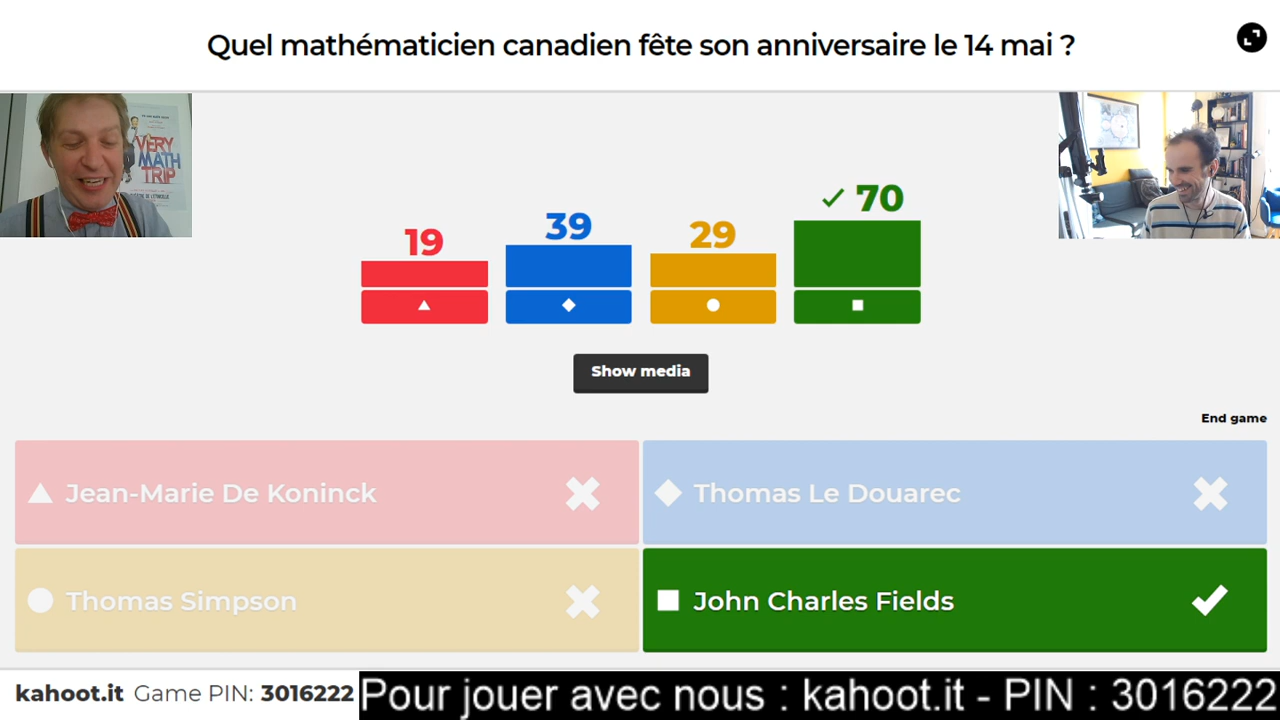 Quel mathématicien canadien fête son anniversaire le 14 mai ?
VERY
MATH
TRIP
19
39
29
70
Show media
End game
Jean-Marie De Koninck
Thomas Le Douarec
Thomas Simpson
John Charles Fields
kahoot.it Game PIN: 3016222
Pour jouer avec nous : kahoot.it - PIN : 3016222